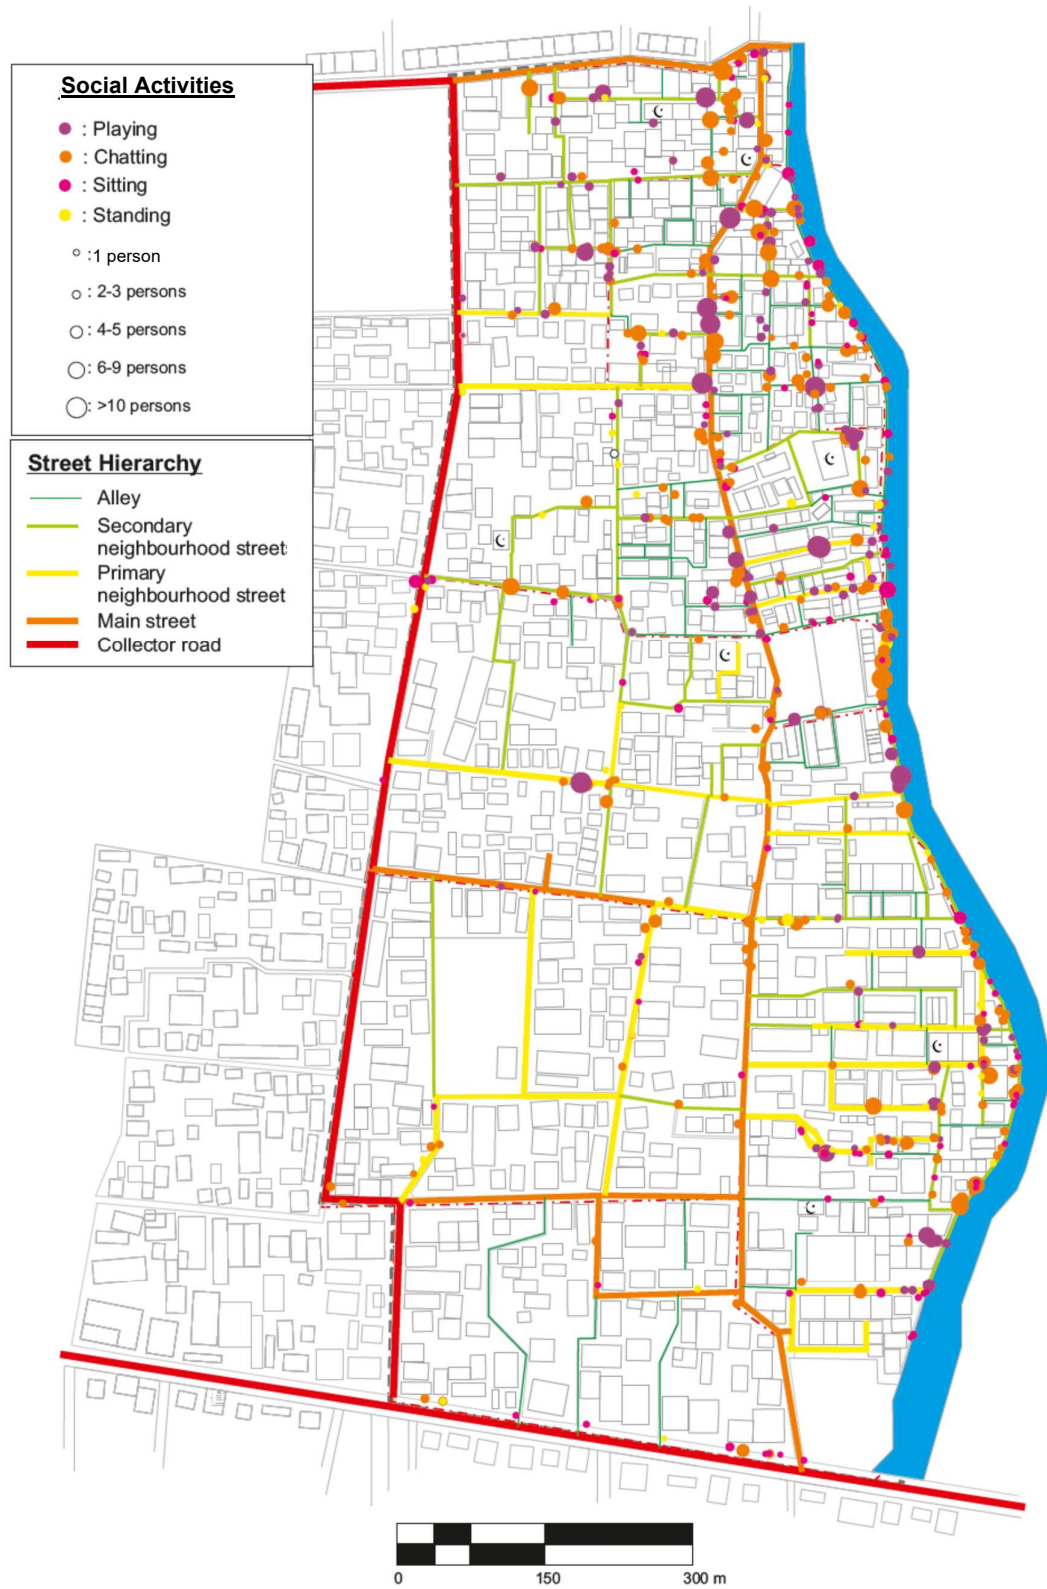 Social Activities
: Playing
: Chatting
: Sitting
: Standing
:1 person
: 2-3 persons
: 4-5 persons
: 6-9 persons
: >10 persons
Street Hierarchy
Alley
Secondary
neighbourhood street
Primary
neighbourhood street
Main street
Collector road
0 150 300 m